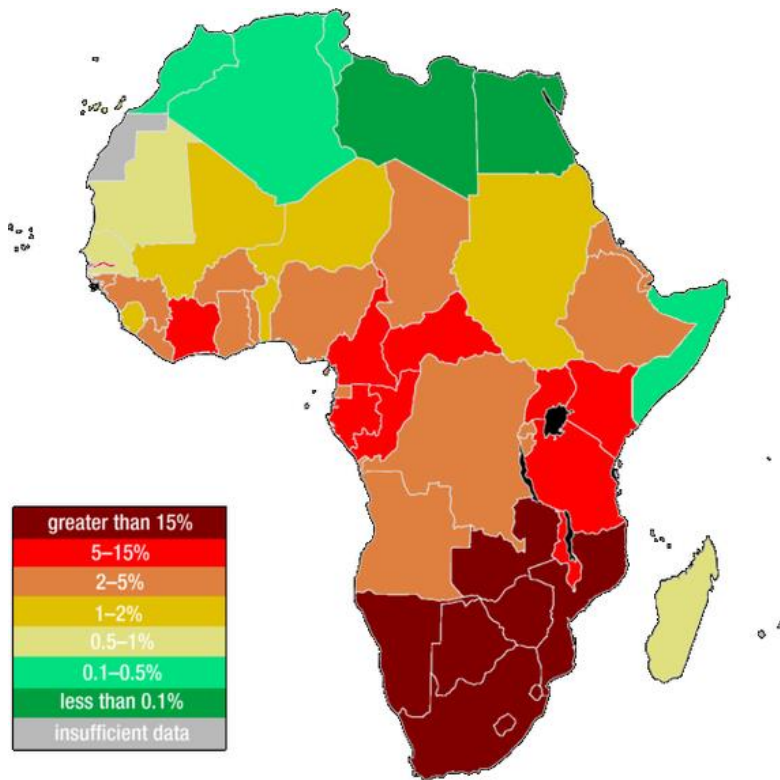 greater than 15%
5–15%
2–5%
1–2%
0.5–1%
0.1–0.5%
less than 0.1%
insufficient data